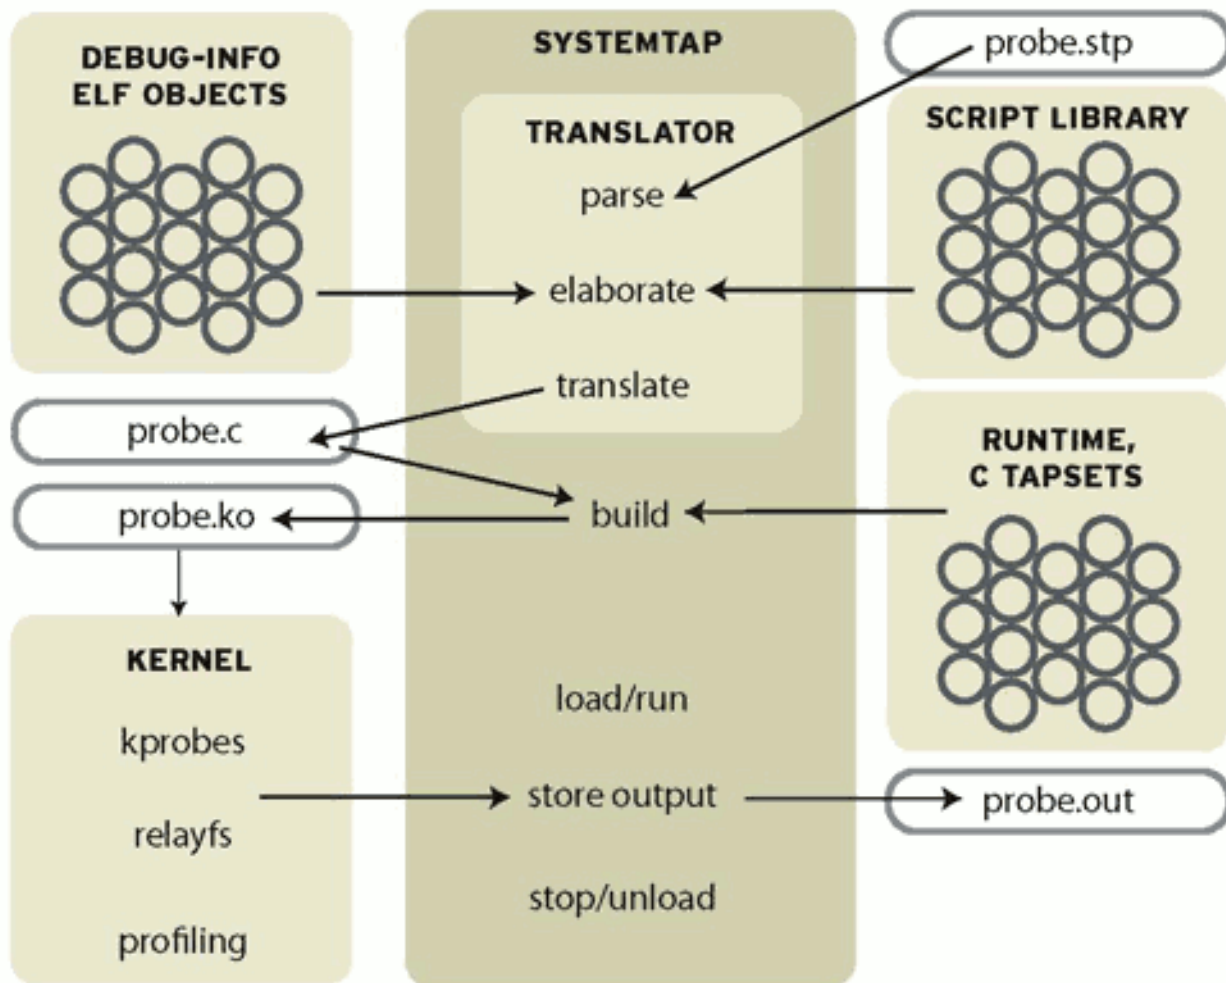 DEBUG-INFO
ELF OBJECTS
SYSTEMTAP
probe.stp
TRANSLATOR
SCRIPT LIBRARY
parse
elaborate
translate
probe.c
RUNTIME,
C TAPSETS
probe.ko
build
KERNEL
load/run
kprobes
store output
probe.out
relayfs
stop/unload
profiling